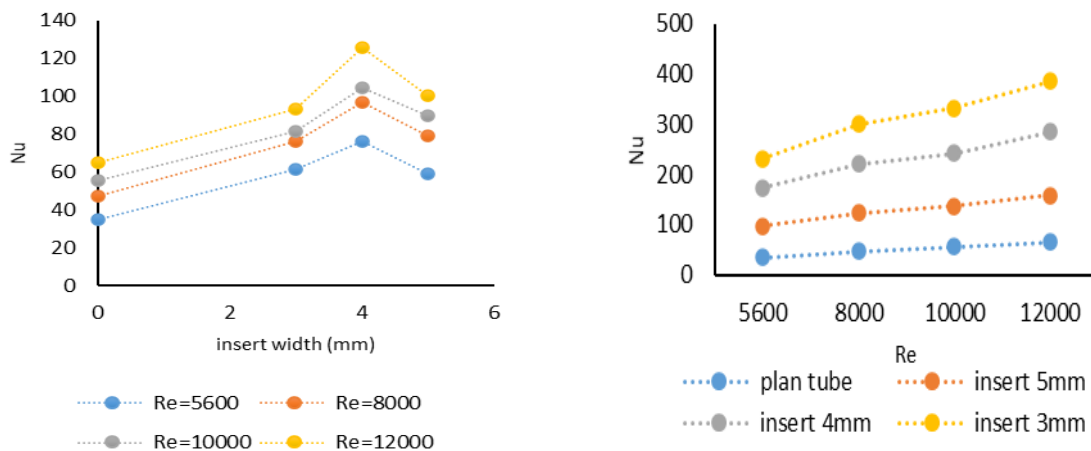 140
120
100
80
60
40
20
0
Nu
0 2 4 6
insert width (mm)
Re=5600 Re=8000
Re=10000 Re=12000
500
400
300
200
100
0
Nu
5600 8000 10000 12000
Re
plan tube insert 5mm
insert 4mm insert 3mm